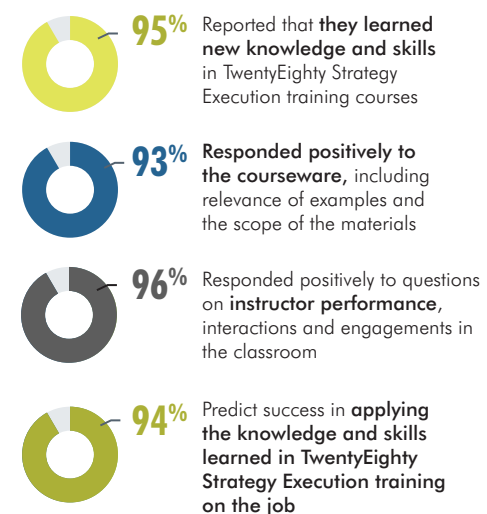 95%
Reported that they learned
new knowledge and skills
in TwentyEighty Strategy
Execution training courses
93%
Responded positively to
the courseware, including
relevance of examples and
the scope of the materials
96%
Responded positively to questions
on instructor performance,
interactions and engagements in
the classroom
94%
Predict success in applying
the knowledge and skills
learned in TwentyEighty
Strategy Execution training
on the job